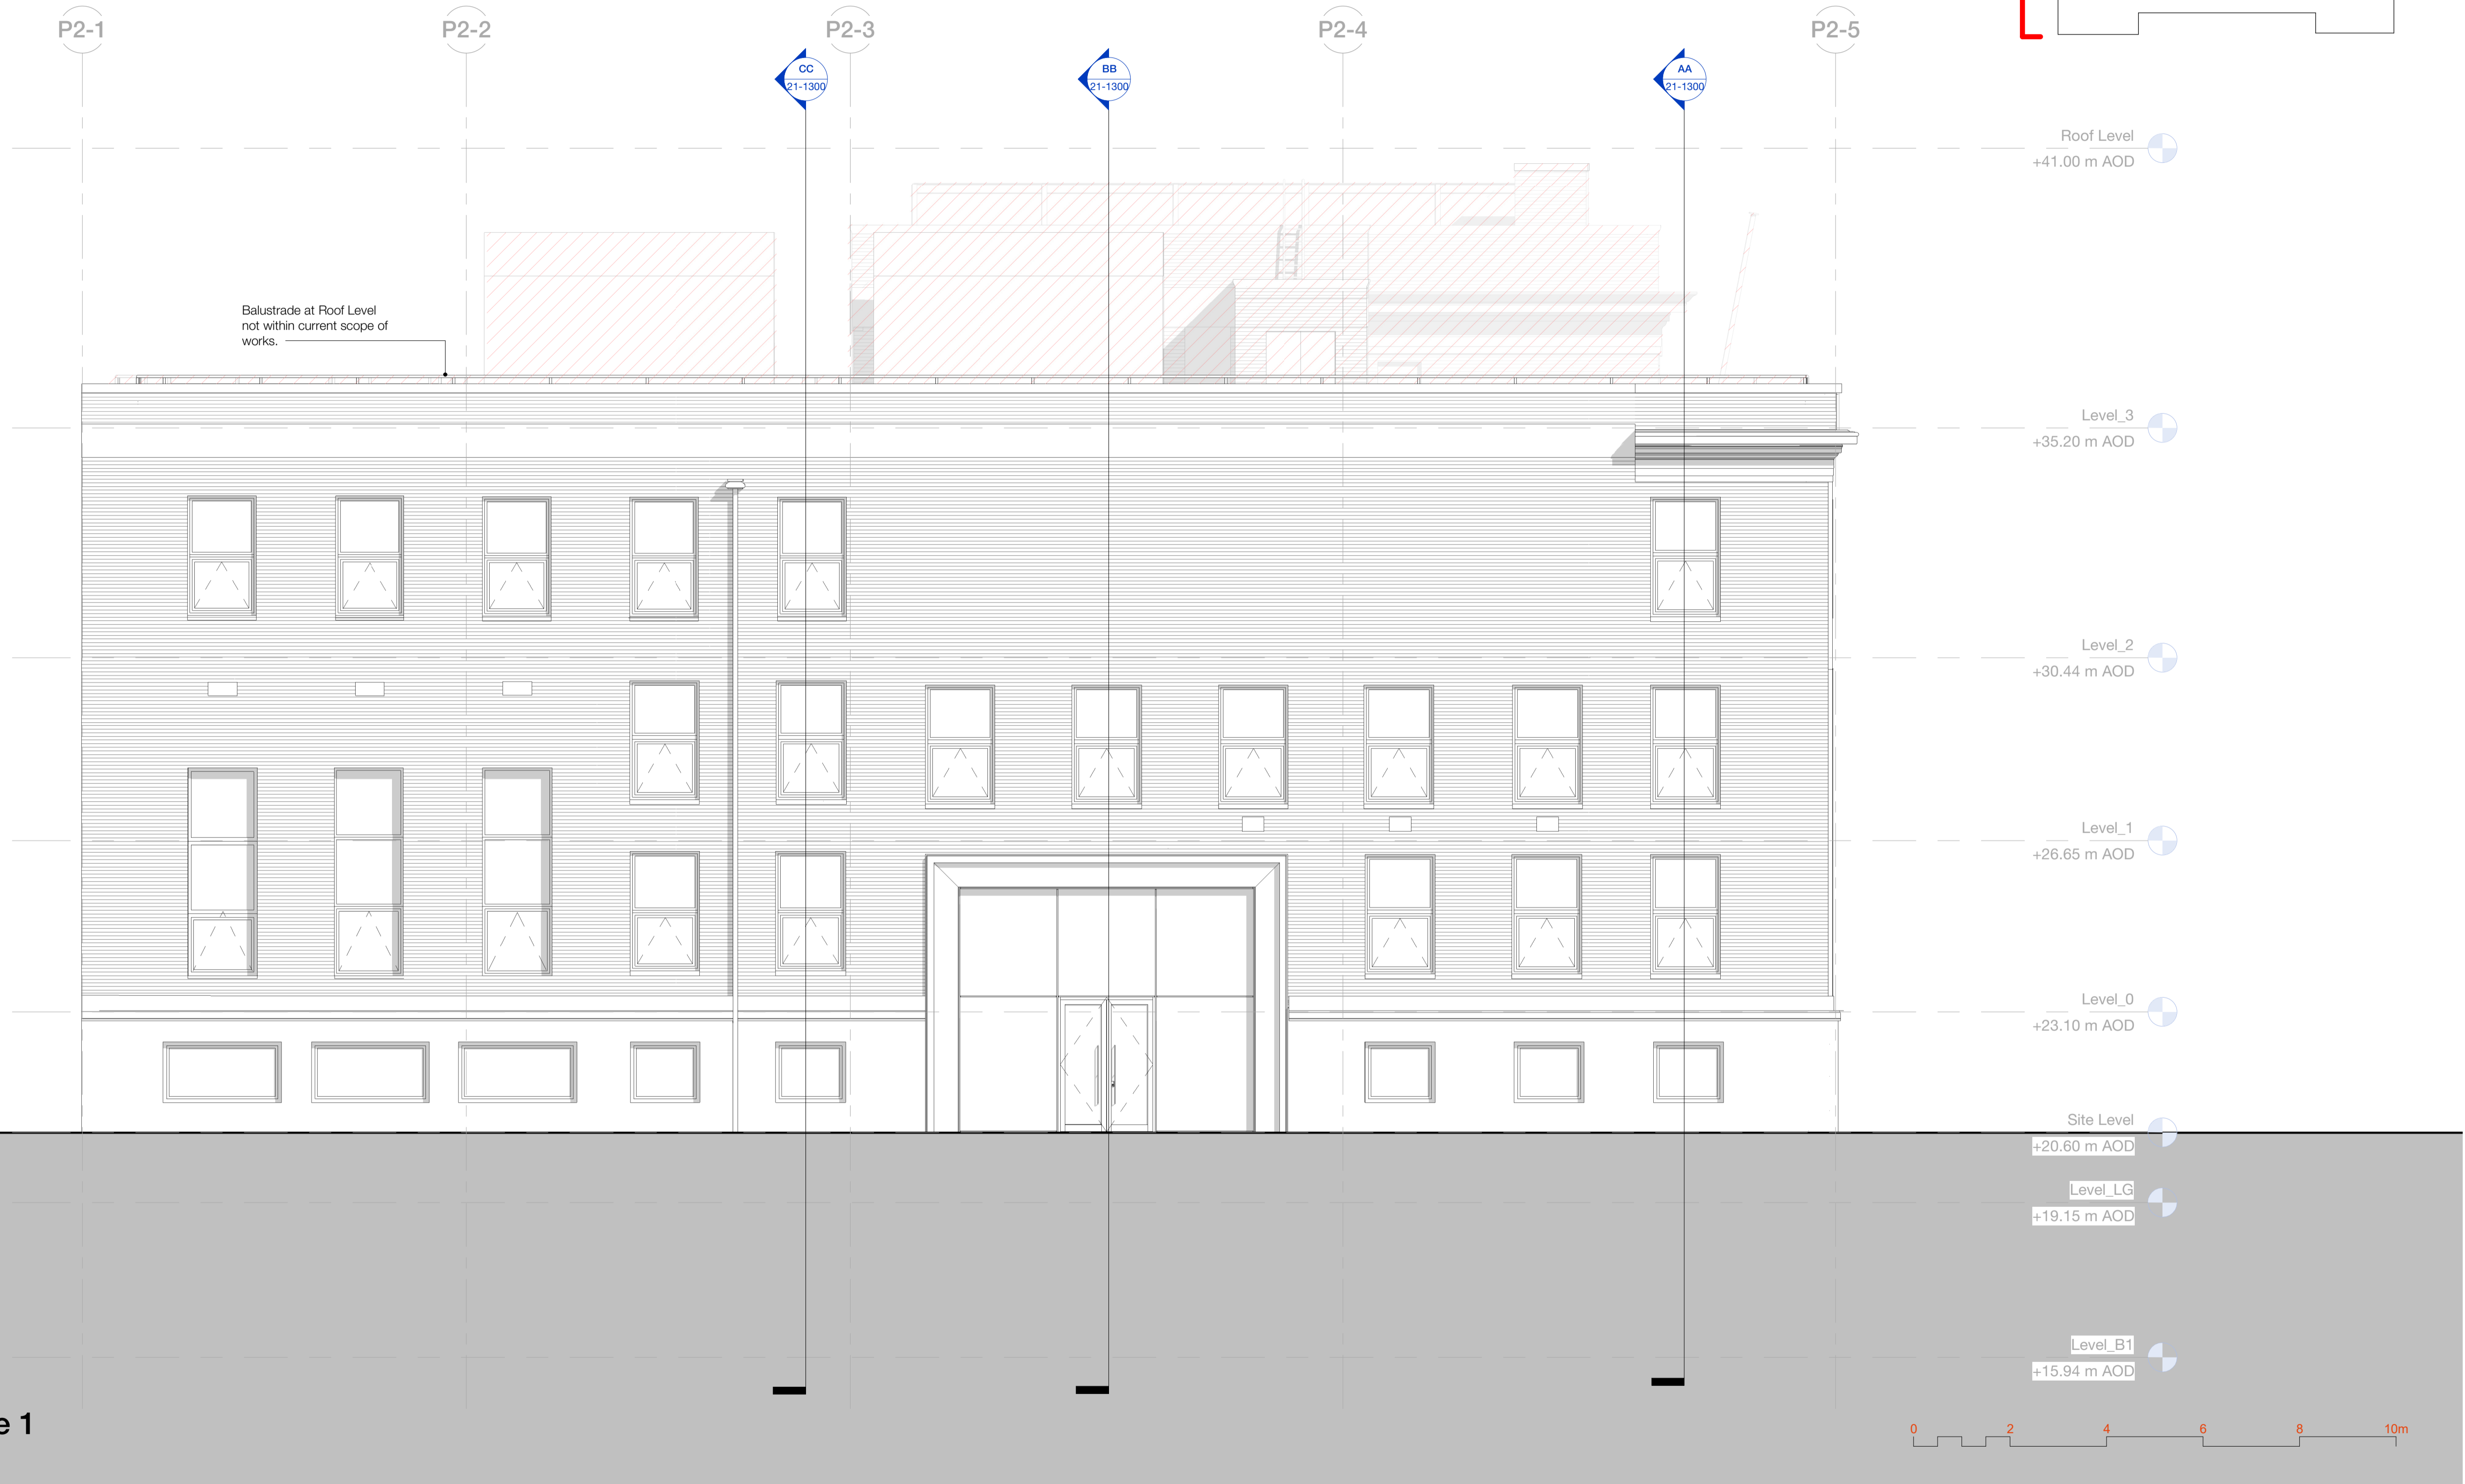 P2-1
P2-2
P2-3
P2-4
P2-5
CC
21-1300
BB
21-1300
AA
21-1300
Roof Level
+41.00 m AOD
Balustrade at Roof Level
not within current scope of
works.
Level_3
+35.20 m AOD
Level_2
+30.44 m AOD
Level_1
+26.65 m AOD
Level_0
+23.10 m AOD
Site Level
+20.60 m AOD
Level_LG
+19.15 m AOD
Level_B1
+15.94 m AOD
e 1
0 2 4 6 8 10m